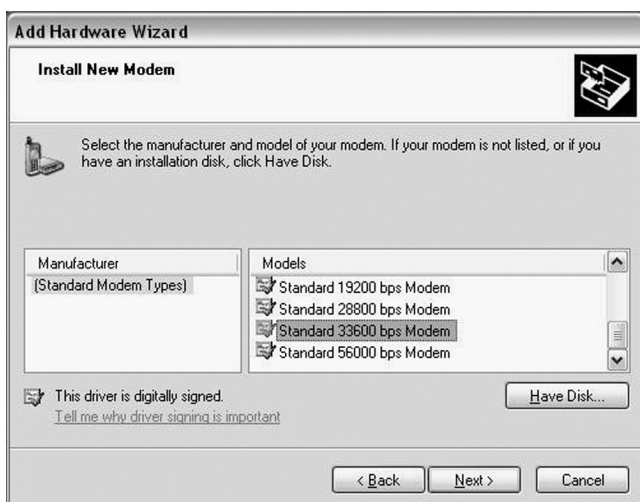 Add Hardware Wizard
Install New Modem
Select the manufacturer and model of your modem. If your modem is not listed, or if you
have an installation disk, click Have Disk.
Manufacturer
(Standard Modem Types)
Models
Standard 19200 bps Modem
Standard 28800 bps Modem
Standard 33600 bps Modem
Standard 56000 bps Modem
This driver is digitally signed.
Tell me why driver signing is important
Have Disk...
< Back
Next >
Cancel